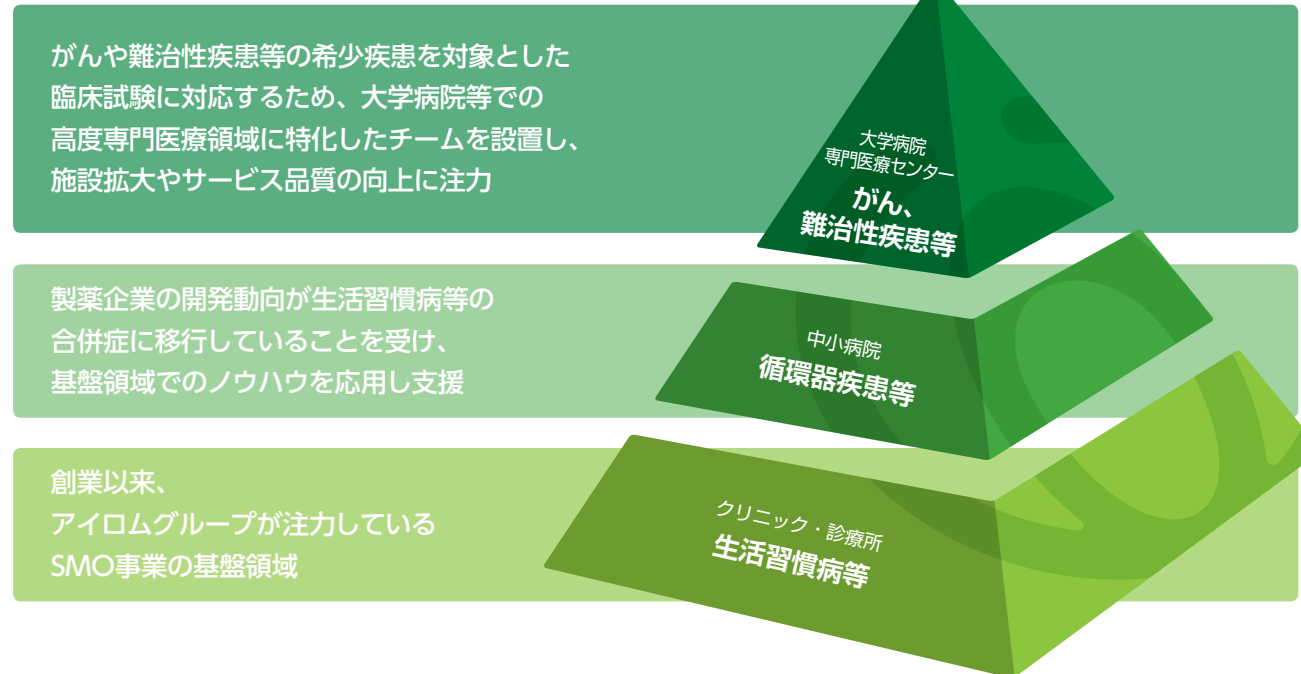 がんや難治性疾患等の希少疾患を対象とした
臨床試験に対応するため、大学病院等での
高度専門医療領域に特化したチームを設置し、
施設拡大やサービス品質の向上に注力
大学病院
専門医療センター
がん、
難治性疾患等
製薬企業の開発動向が生活習慣病等の
合併症に移行していることを受け、
基盤領域でのノウハウを応用し支援
中小病院
循環器疾患等
創業以来、
アイロムグループが注力している
SMO事業の基盤領域
クリニック・診療所
生活習慣病等